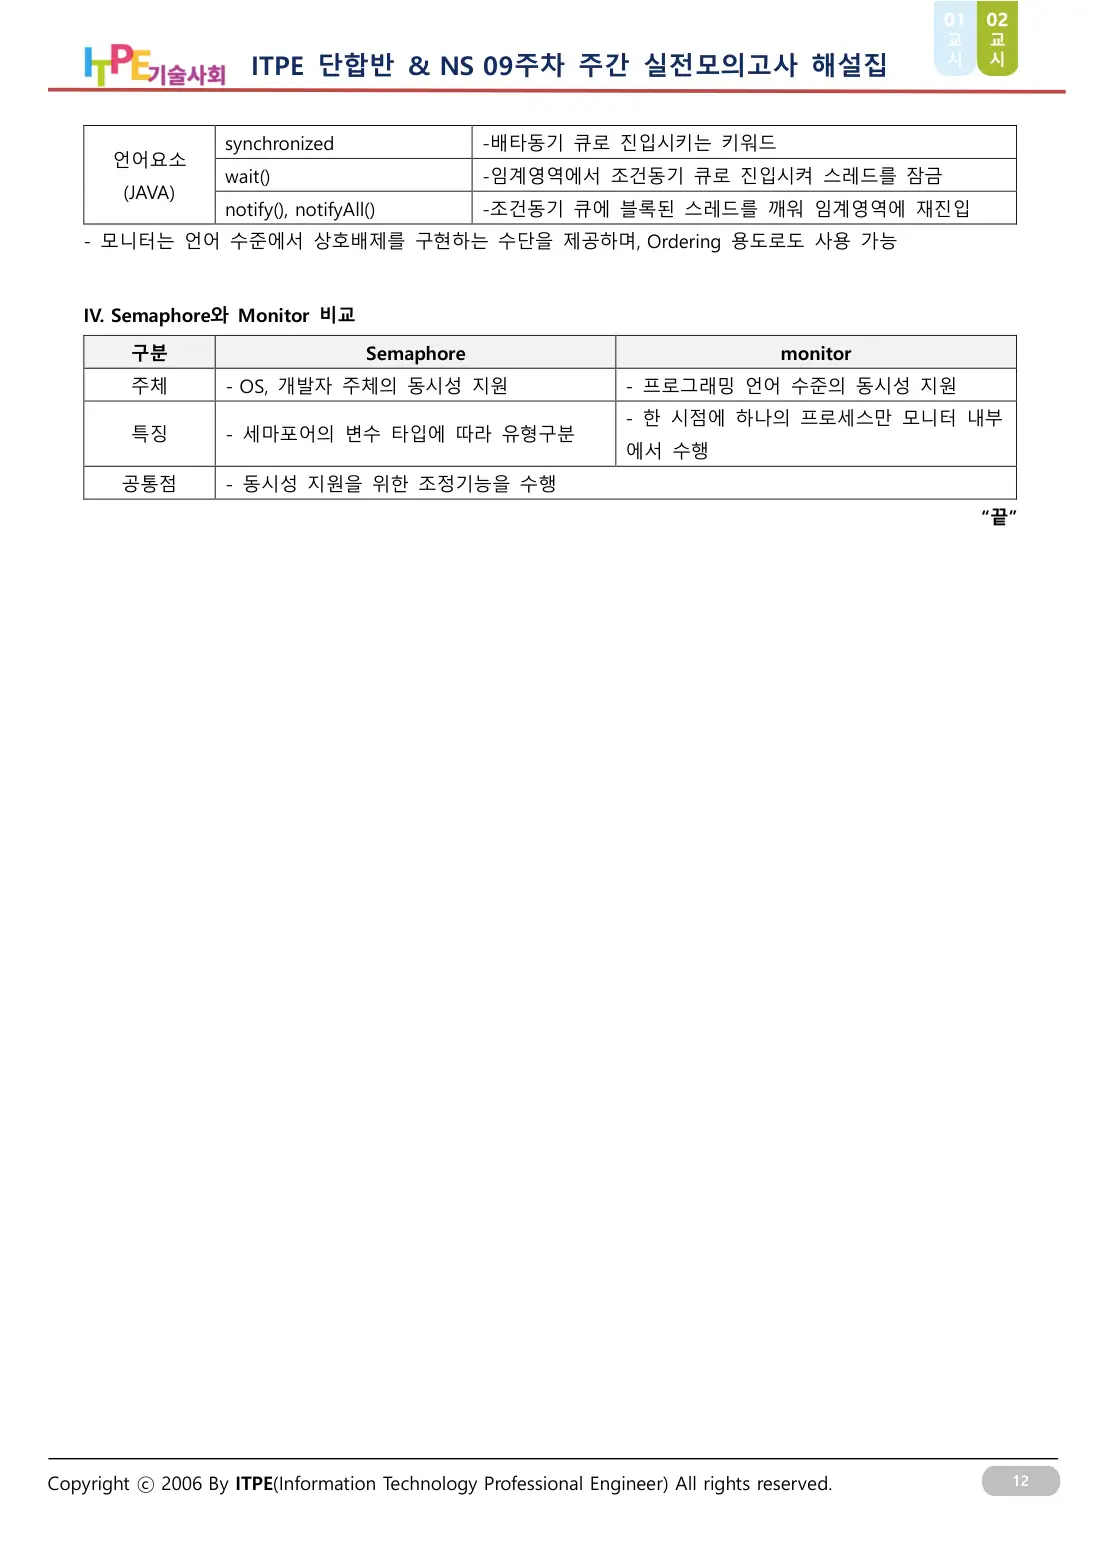 ITPE기술사회
ITPE 단합반 & NS 09주차 주간 실전모의고사 해설집
01 교시
02 교시
언어요소 (JAVA)
synchronized -배타동기 큐로 진입시키는 키워드
wait() -임계영역에서 조건동기 큐로 진입시켜 스레드를 잠금
notify(), notifyAll() -조건동기 큐에 블록된 스레드를 깨워 임계영역에 재진입
- 모니터는 언어 수준에서 상호배제를 구현하는 수단을 제공하며, Ordering 용도로도 사용 가능
IV. Semaphore와 Monitor 비교
구분 Semaphore monitor
주체 - OS, 개발자 주체의 동시성 지원 - 프로그래밍 언어 수준의 동시성 지원
특징 - 세마포어의 변수 타입에 따라 유형구분 - 한 시점에 하나의 프로세스만 모니터 내부
에서 수행
공통점 - 동시성 지원을 위한 조정기능을 수행
“끝”
Copyright ⓒ 2006 By ITPE(Information Technology Professional Engineer) All rights reserved.
12